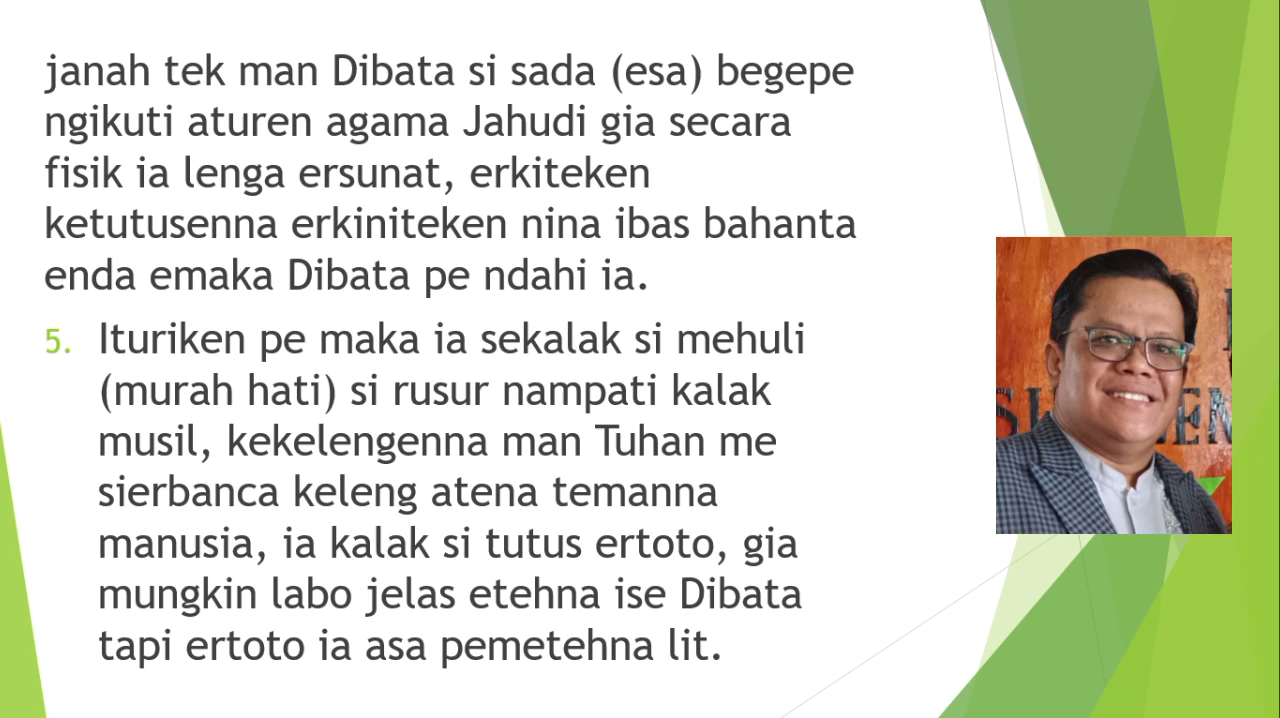 janah tek man Dibata si sada (esa) begepe
ngikuti aturen agama Jahudi gia secara
fisik ia lenga ersunat, erkiteken
ketutusenna erkiniteken nina ibas bahanta
enda emaka Dibata pe ndahi ia.
5. Ituriken pe maka ia sekalak si mehuli
(murah hati) si rusur nampati kalak
musil, kekelengenna man Tuhan me
sierbanca keleng atena temanna
manusia, ia kalak si tutus ertoto, gia
mungkin labo jelas etehna ise Dibata
tapi ertoto ia asa pemetehna lit.